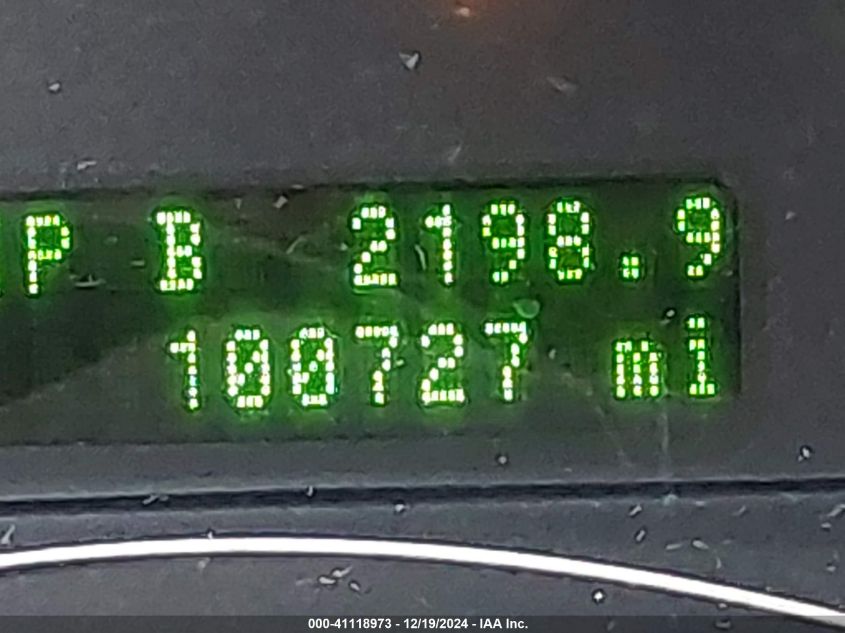 P B 2198.9
100727 mi
000-41118973 - 12/19/2024 - IAA Inc.